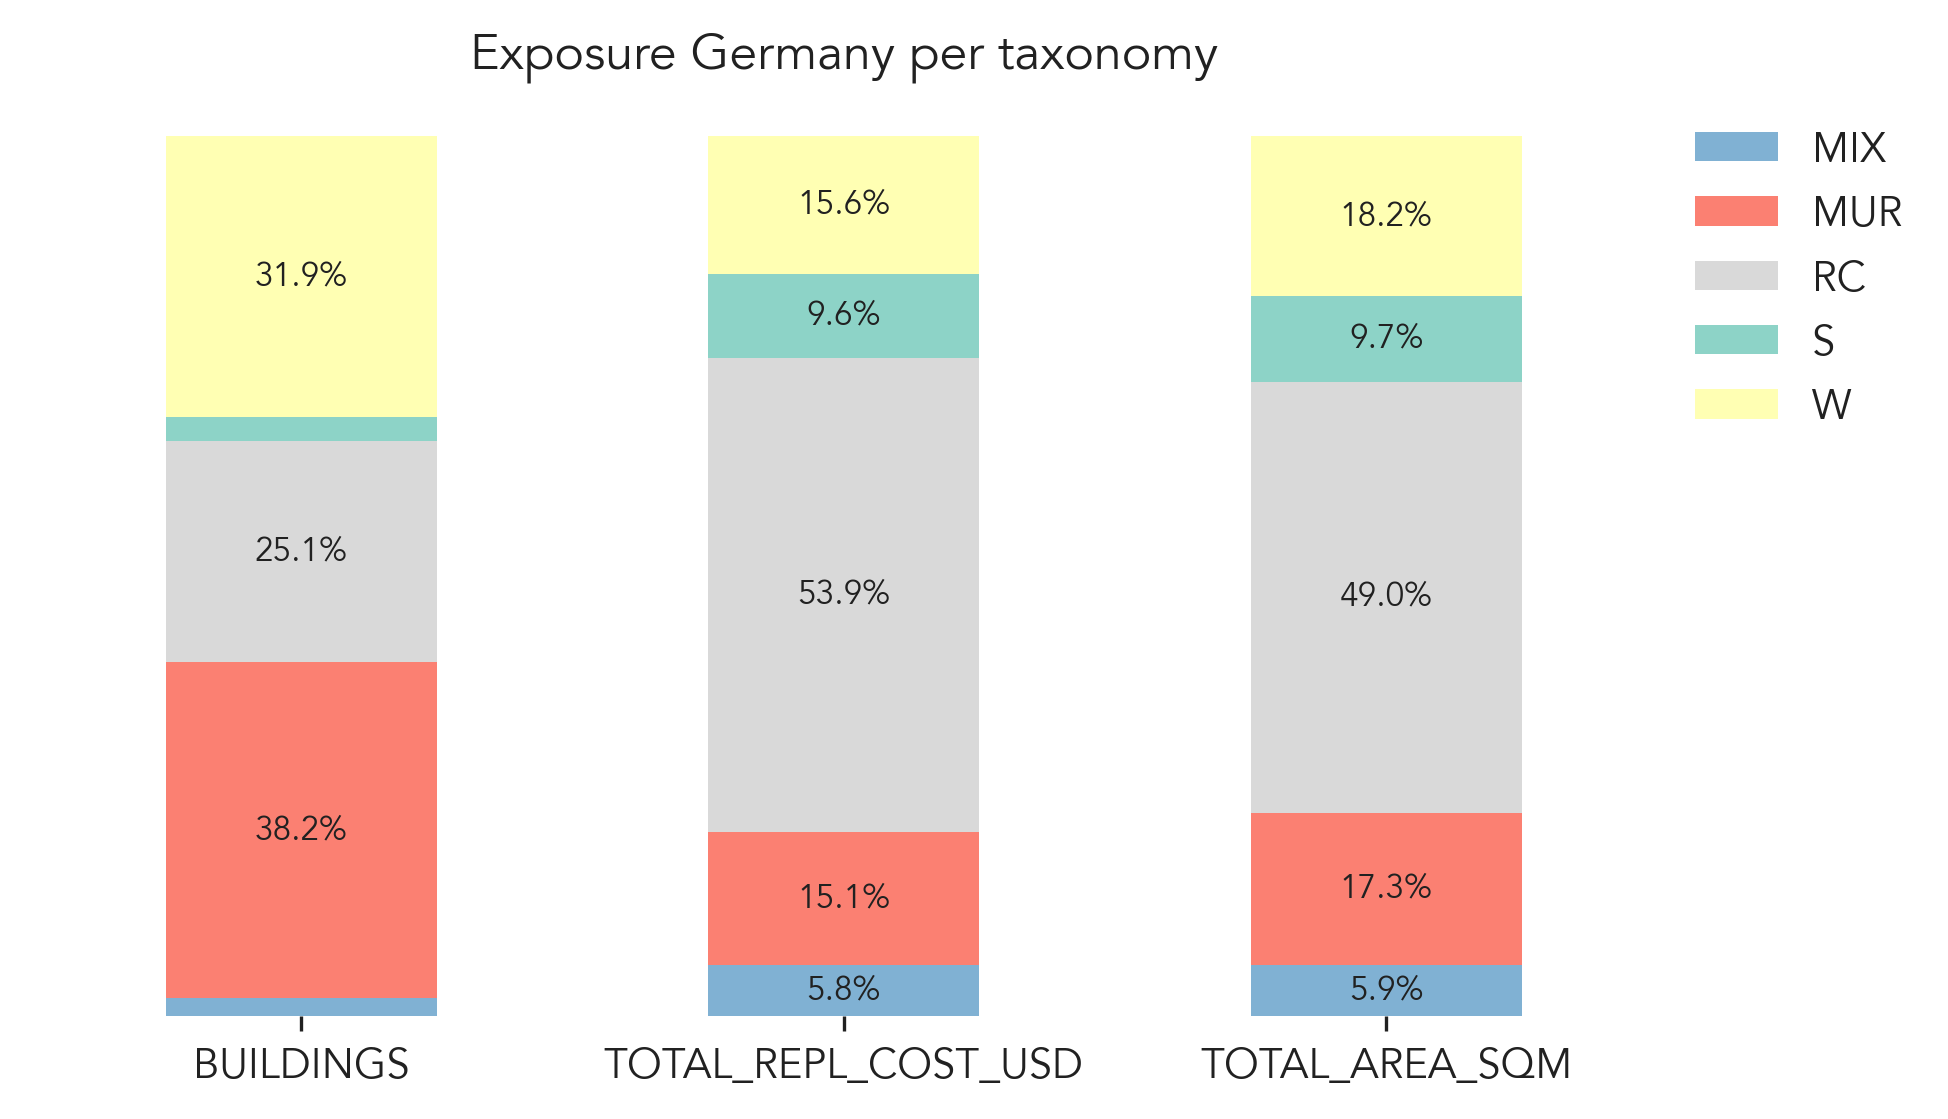 Exposure Germany per taxonomy
31.9%
25.1%
38.2%
15.6%
9.6%
53.9%
15.1%
5.8%
18.2%
9.7%
49.0%
17.3%
5.9%
BUILDINGS
TOTAL_REPL_COST_USD
TOTAL_AREA_SQM
MIX
MUR
RC
S
W